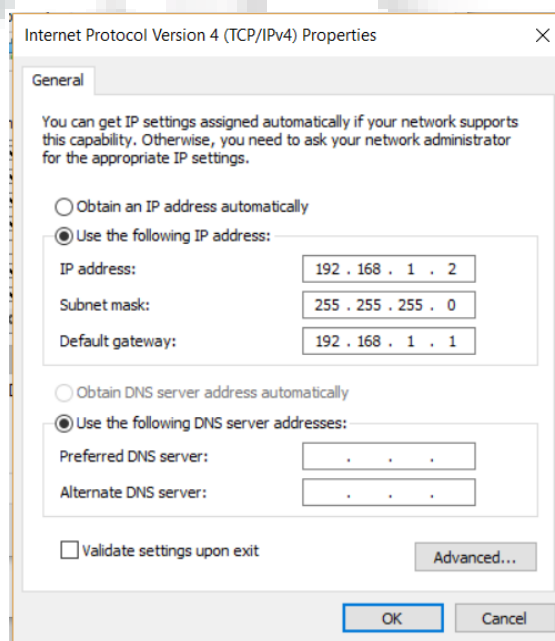 Internet Protocol Version 4 (TCP/IPv4) Properties
General
You can get IP settings assigned automatically if your network supports
this capability. Otherwise, you need to ask your network administrator
for the appropriate IP settings.
Obtain an IP address automatically
Use the following IP address:
IP address: 192 . 168 . 1 . 2
Subnet mask: 255 . 255 . 255 . 0
Default gateway: 192 . 168 . 1 . 1
Obtain DNS server address automatically
Use the following DNS server addresses:
Preferred DNS server: . . .
Alternate DNS server: . . .
Validate settings upon exit
Advanced...
OK Cancel